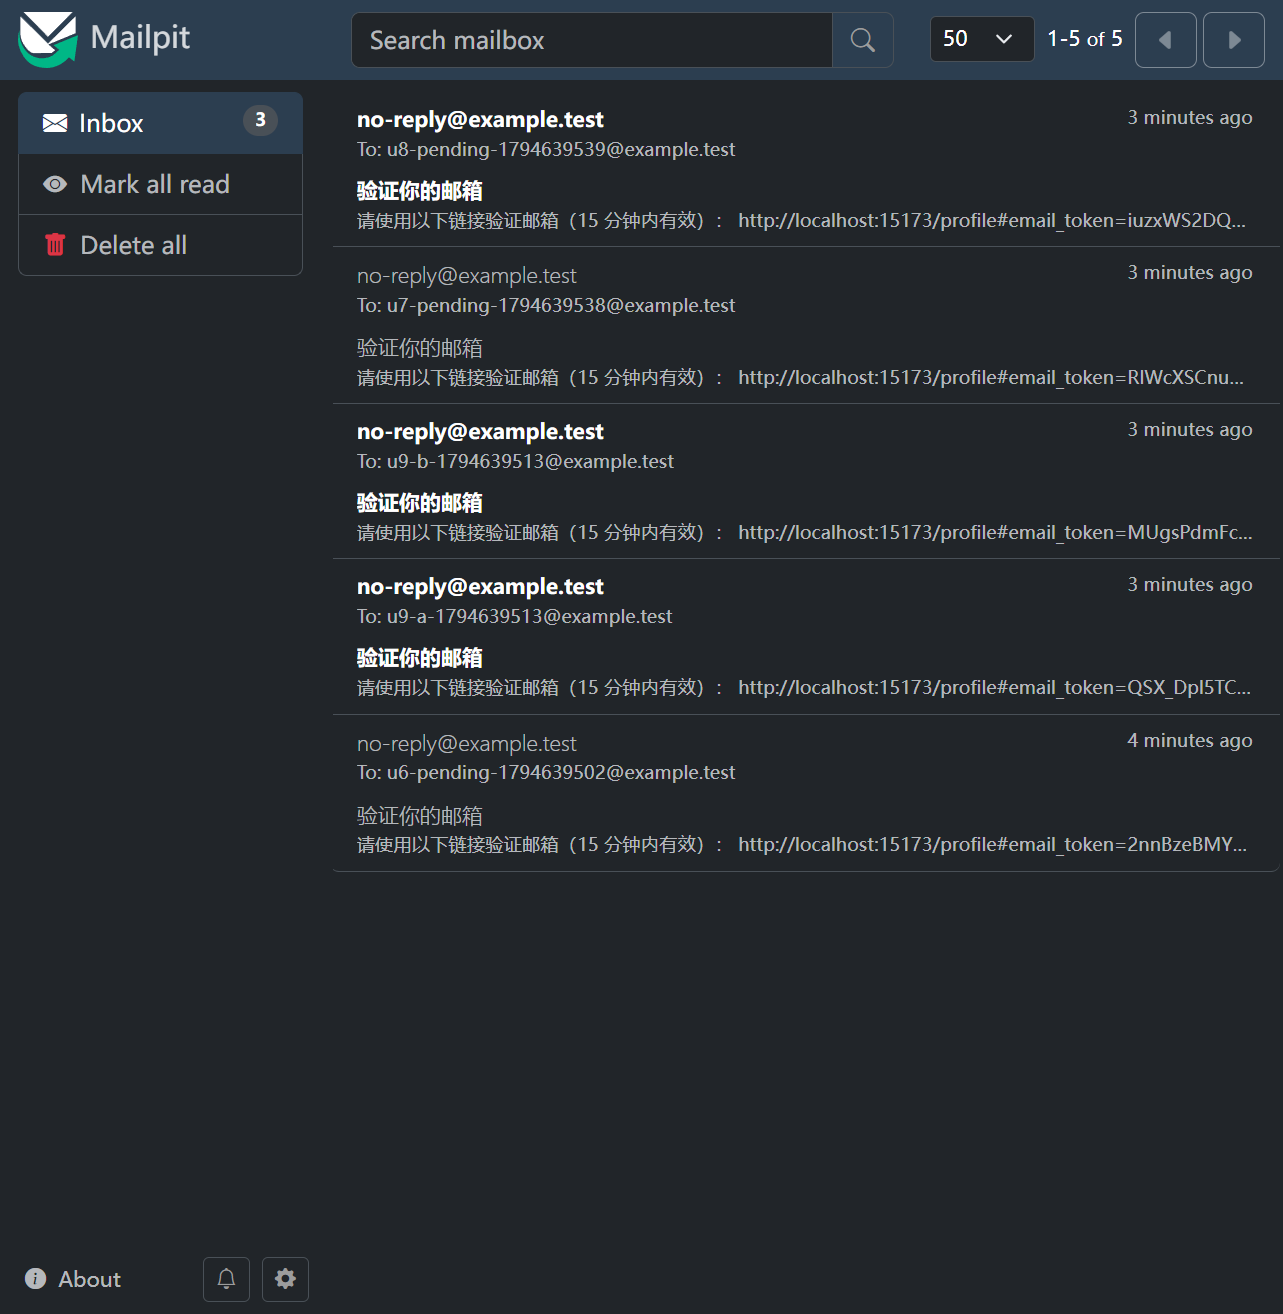 Mailpit
Search mailbox
50
1-5 of 5
Inbox
3
Mark all read
Delete all
no-reply@example.test
3 minutes ago
To: u8-pending-1794639539@example.test
验证你的邮箱
请使用以下链接验证邮箱（15 分钟内有效）： http://localhost:15173/profile#email_token=iuzxWS2DQ...
no-reply@example.test
3 minutes ago
To: u7-pending-1794639538@example.test
验证你的邮箱
请使用以下链接验证邮箱（15 分钟内有效）： http://localhost:15173/profile#email_token=RlWcXSCnu...
no-reply@example.test
3 minutes ago
To: u9-b-1794639513@example.test
验证你的邮箱
请使用以下链接验证邮箱（15 分钟内有效）： http://localhost:15173/profile#email_token=MUgsPdmFc...
no-reply@example.test
3 minutes ago
To: u9-a-1794639513@example.test
验证你的邮箱
请使用以下链接验证邮箱（15 分钟内有效）： http://localhost:15173/profile#email_token=QSX_Dpl5TC...
no-reply@example.test
4 minutes ago
To: u6-pending-1794639502@example.test
验证你的邮箱
请使用以下链接验证邮箱（15 分钟内有效）： http://localhost:15173/profile#email_token=2nnBzeBMY...
About